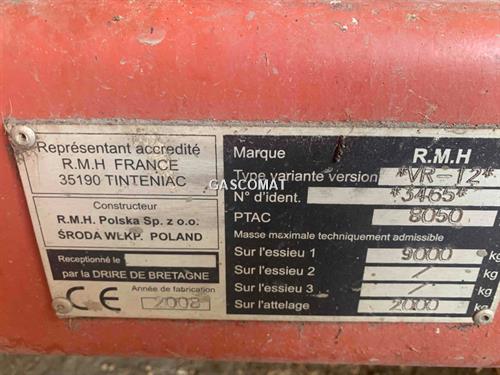 Représentant accredité
R.M.H FRANCE
35190 TINTENIAC
Constructeur
R.M.H. Polska Sp. z o.o.
ŚRODA WŁKP. POLAND
Receptionné le
par la DRIRE DE BRETAGNE
CE
Année de fabrication
2008
Marque R.M.H
Type variante version *VR-12*
N° d'ident. *3465*
PTAC 8050
Masse maximale techniquement admissible
Sur l'essieu 1 9000 kg
Sur l'essieu 2 / kg
Sur l'essieu 3 / kg
Sur l'attelage 2000 kg
GASCOMAT